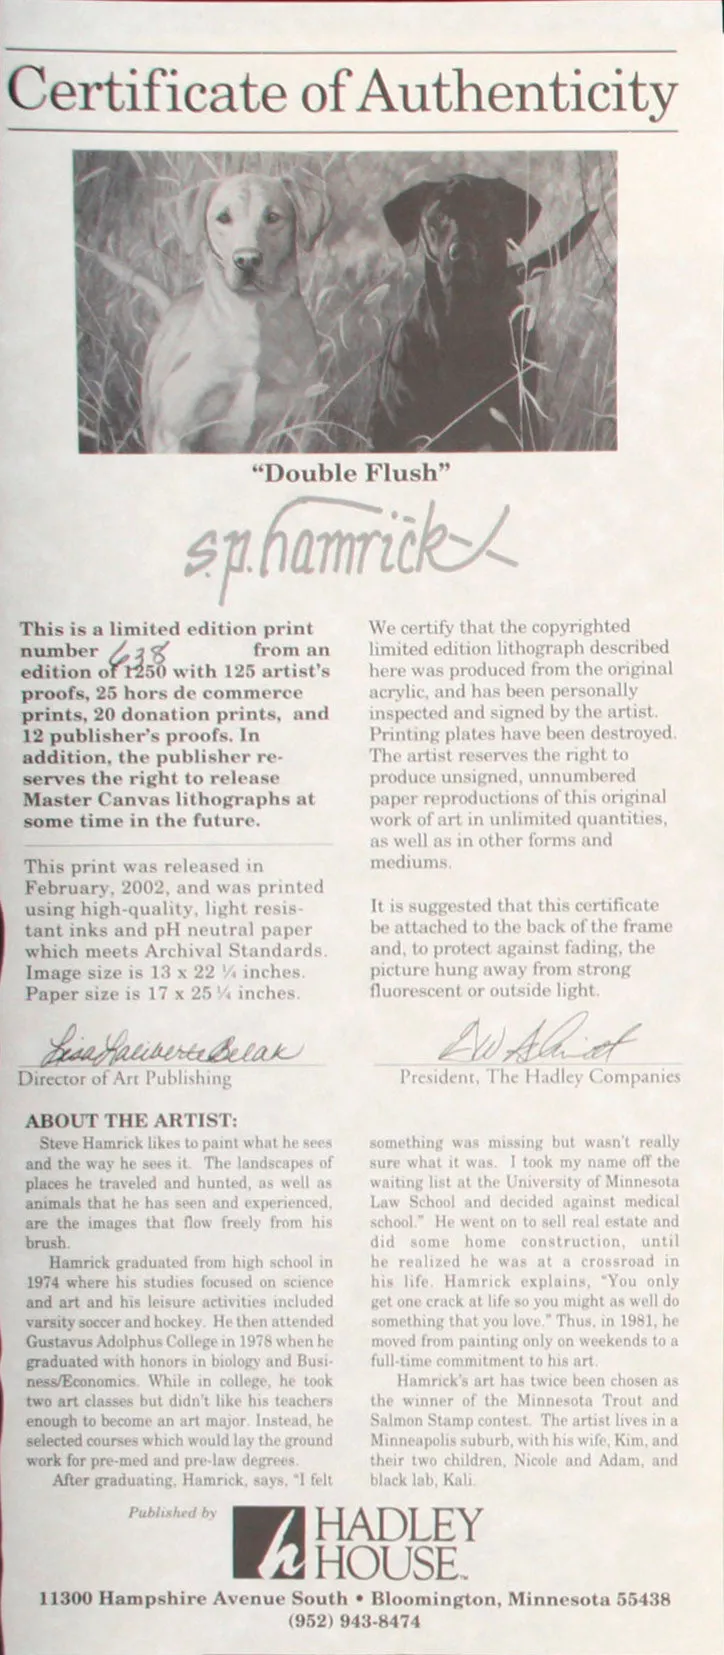 Certificate of Authenticity
“Double Flush”
s.p. hamrick
This is a limited edition print
number 638 from an
edition of 1250 with 125 artist's
proofs, 25 hors de commerce
prints, 20 donation prints, and
12 publisher's proofs. In
addition, the publisher re-
serves the right to release
Master Canvas lithographs at
some time in the future.
This print was released in
February, 2002, and was printed
using high-quality, light resis-
tant inks and pH neutral paper
which meets Archival Standards.
Image size is 13 x 22 ¼ inches.
Paper size is 17 x 25 ¼ inches.
We certify that the copyrighted
limited edition lithograph described
here was produced from the original
acrylic, and has been personally
inspected and signed by the artist.
Printing plates have been destroyed.
The artist reserves the right to
produce unsigned, unnumbered
paper reproductions of this original
work of art in unlimited quantities,
as well as in other forms and
mediums.
It is suggested that this certificate
be attached to the back of the frame
and, to protect against fading, the
picture hung away from strong
fluorescent or outside light.
Lisa Laliberte Belak
Director of Art Publishing
President, The Hadley Companies
ABOUT THE ARTIST:
Steve Hamrick likes to paint what he sees
and the way he sees it. The landscapes of
places he traveled and hunted, as well as
animals that he has seen and experienced,
are the images that flow freely from his
brush.
Hamrick graduated from high school in
1974 where his studies focused on science
and art and his leisure activities included
varsity soccer and hockey. He then attended
Gustavus Adolphus College in 1978 when he
graduated with honors in biology and Busi-
ness/Economics. While in college, he took
two art classes but didn't like his teachers
enough to become an art major. Instead, he
selected courses which would lay the ground
work for pre-med and pre-law degrees.
After graduating, Hamrick, says, "I felt
something was missing but wasn't really
sure what it was. I took my name off the
waiting list at the University of Minnesota
Law School and decided against medical
school." He went on to sell real estate and
did some home construction, until
he realized he was at a crossroad in
his life. Hamrick explains, "You only
get one crack at life so you might as well do
something that you love." Thus, in 1981, he
moved from painting only on weekends to a
full-time commitment to his art.
Hamrick's art has twice been chosen as
the winner of the Minnesota Trout and
Salmon Stamp contest. The artist lives in a
Minneapolis suburb, with his wife, Kim, and
their two children, Nicole and Adam, and
black lab, Kali.
Published by
h HADLEY
HOUSE™
11300 Hampshire Avenue South • Bloomington, Minnesota 55438
(952) 943-8474